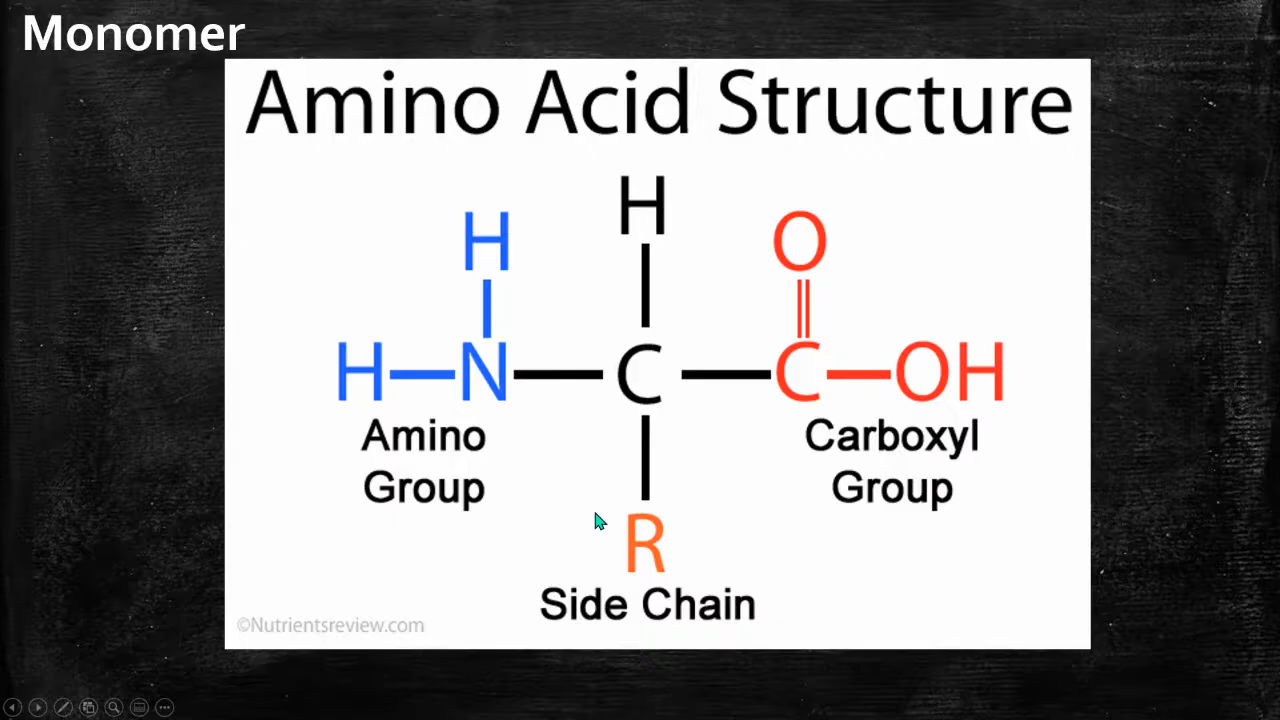 Monomer
Amino Acid Structure
H
H
O
H N C C OH
Amino Group
Carboxyl Group
R
Side Chain
©Nutrientsreview.com